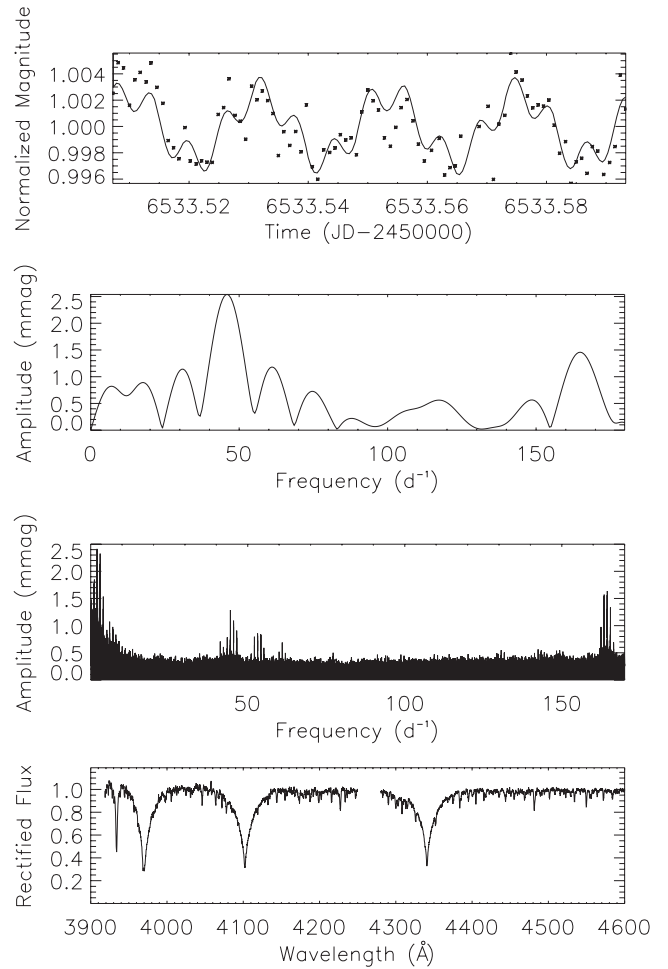 Normalized Magnitude
1.004
1.002
1.000
0.998
0.996
6533.52 6533.54 6533.56 6533.58
Time (JD−2450000)
Amplitude (mmag)
2.5
2.0
1.5
1.0
0.5
0.0
0 50 100 150
Frequency (d⁻¹)
Amplitude (mmag)
2.5
2.0
1.5
1.0
0.5
0.0
50 100 150
Frequency (d⁻¹)
Rectified Flux
1.0
0.8
0.6
0.4
0.2
3900 4000 4100 4200 4300 4400 4500 4600
Wavelength (Å)